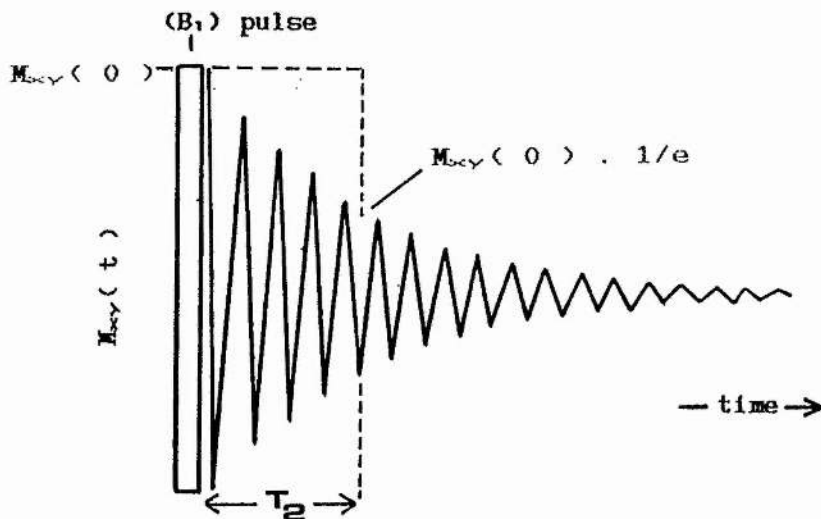 (B₁) pulse
Mxy( 0 )
Mxy( 0 ) . 1/e
Mxy( t )
time
T2